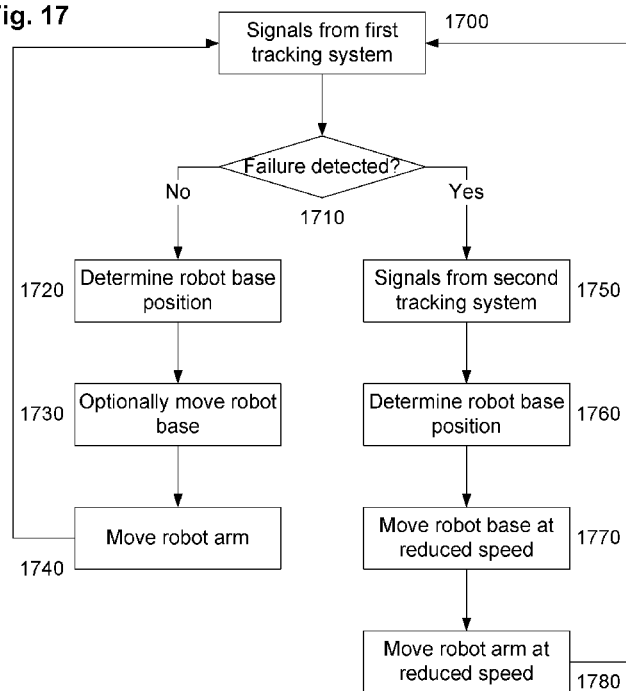 Fig. 17
Signals from first
tracking system
1700
Failure detected?
No
Yes
1710
1720
Determine robot base
position
Signals from second
tracking system
1750
1730
Optionally move robot
base
Determine robot base
position
1760
Move robot arm
1740
Move robot base at
reduced speed
1770
Move robot arm at
reduced speed
1780